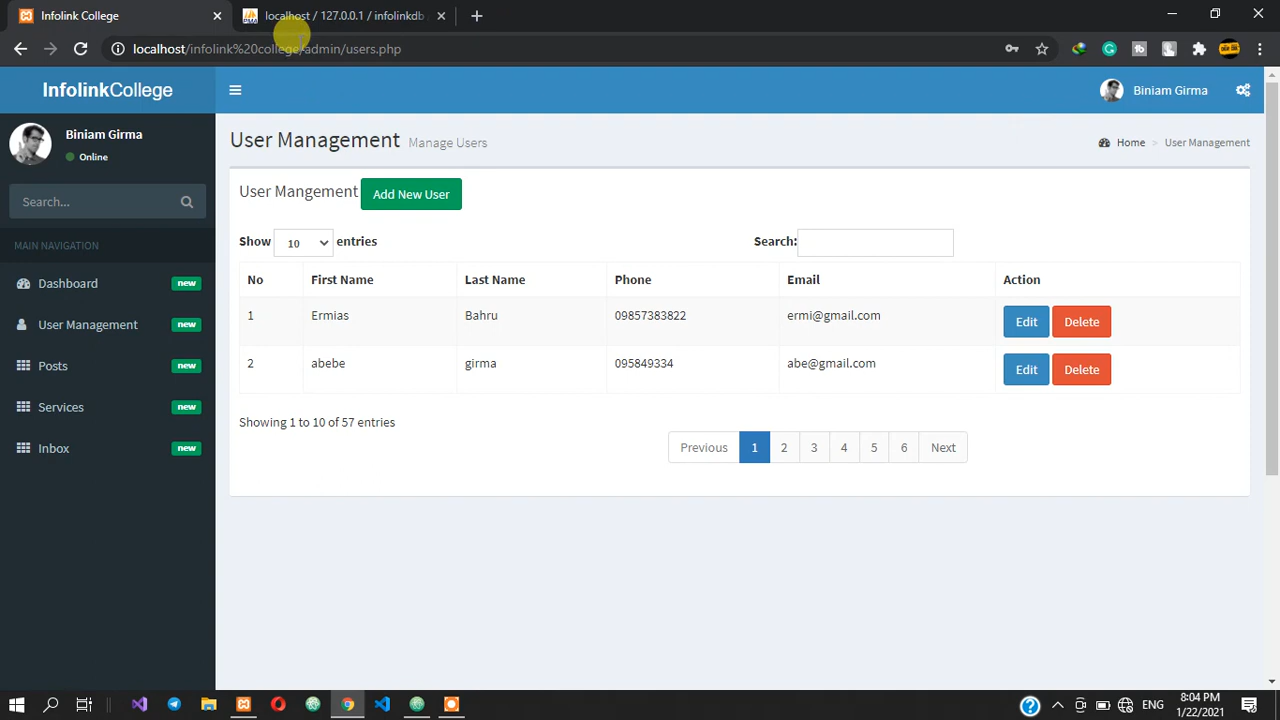 Infolink College
localhost / 127.0.0.1 / infolinkdb
localhost/infolink%20college/admin/users.php
InfolinkCollege
Biniam Girma
Biniam Girma
Online
Search...
MAIN NAVIGATION
Dashboard new
User Management new
Posts new
Services new
Inbox new
User Management Manage Users
Home > User Management
User Mangement Add New User
Show 10 entries Search:
No First Name Last Name Phone Email Action
1 Ermias Bahru 09857383822 ermi@gmail.com Edit Delete
2 abebe girma 095849334 abe@gmail.com Edit Delete
Showing 1 to 10 of 57 entries
Previous 1 2 3 4 5 6 Next
ENG
8:04 PM
1/22/2021